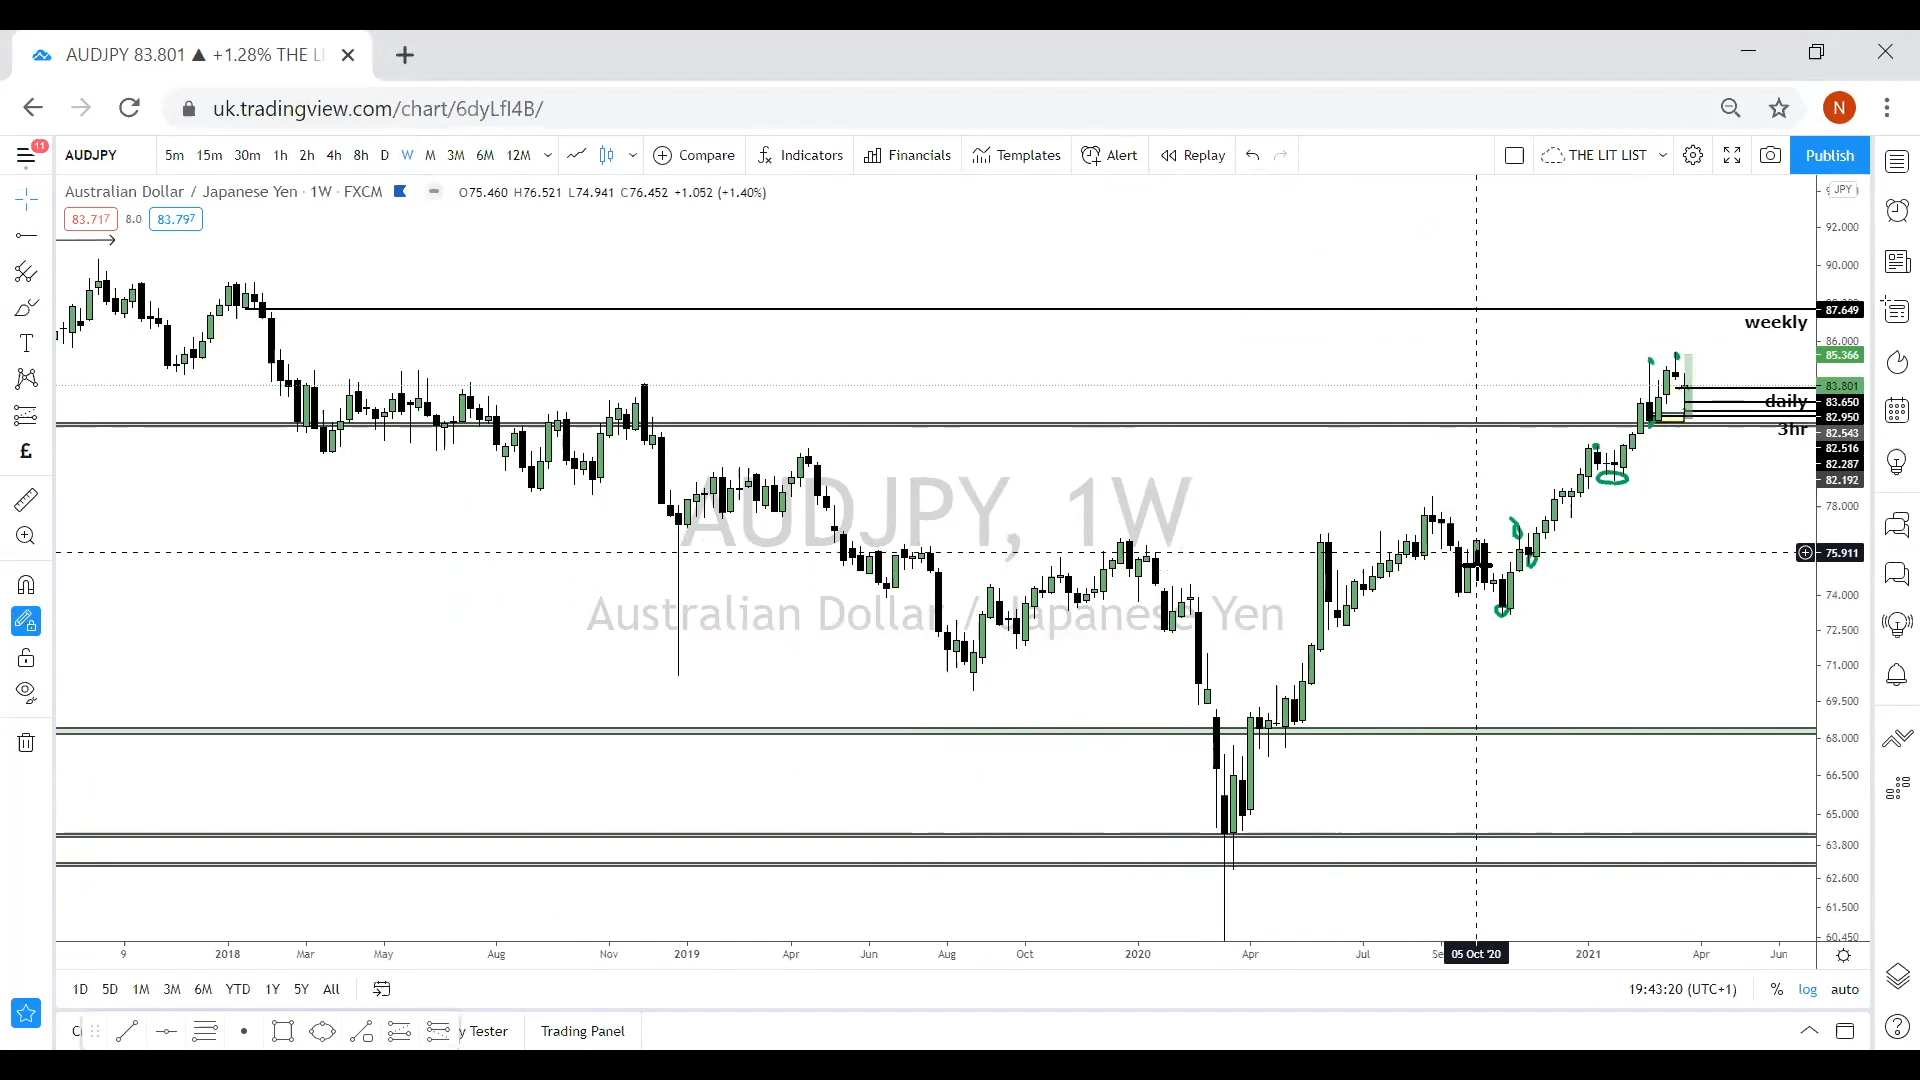 AUDJPY 83.801 ▲ +1.28% THE LI
uk.tradingview.com/chart/6dyLfI4B/
N
11
AUDJPY 5m 15m 30m 1h 2h 4h 8h D W M 3M 6M 12M Compare Indicators Financials Templates Alert Replay THE LIT LIST Publish
Australian Dollar / Japanese Yen · 1W · FXCM O75.460 H76.521 L74.941 C76.452 +1.052 (+1.40%)
JPY
83.717 8.0 83.797
92.000
90.000
87.649
weekly
86.000
85.366
83.801
daily 83.650
82.950
3hr 82.543
82.516
82.287
82.192
AUDJPY, 1W
78.000
75.911
Australian Dollar / Japanese Yen
74.000
72.500
71.000
69.500
68.000
66.500
65.000
63.800
62.600
61.500
60.450
9 2018 Mar May Aug Nov 2019 Apr Jun Aug Oct 2020 Apr Jul Se 05 Oct '20 2021 Apr Jun
1D 5D 1M 3M 6M YTD 1Y 5Y All 19:43:20 (UTC+1) % log auto
y Tester Trading Panel